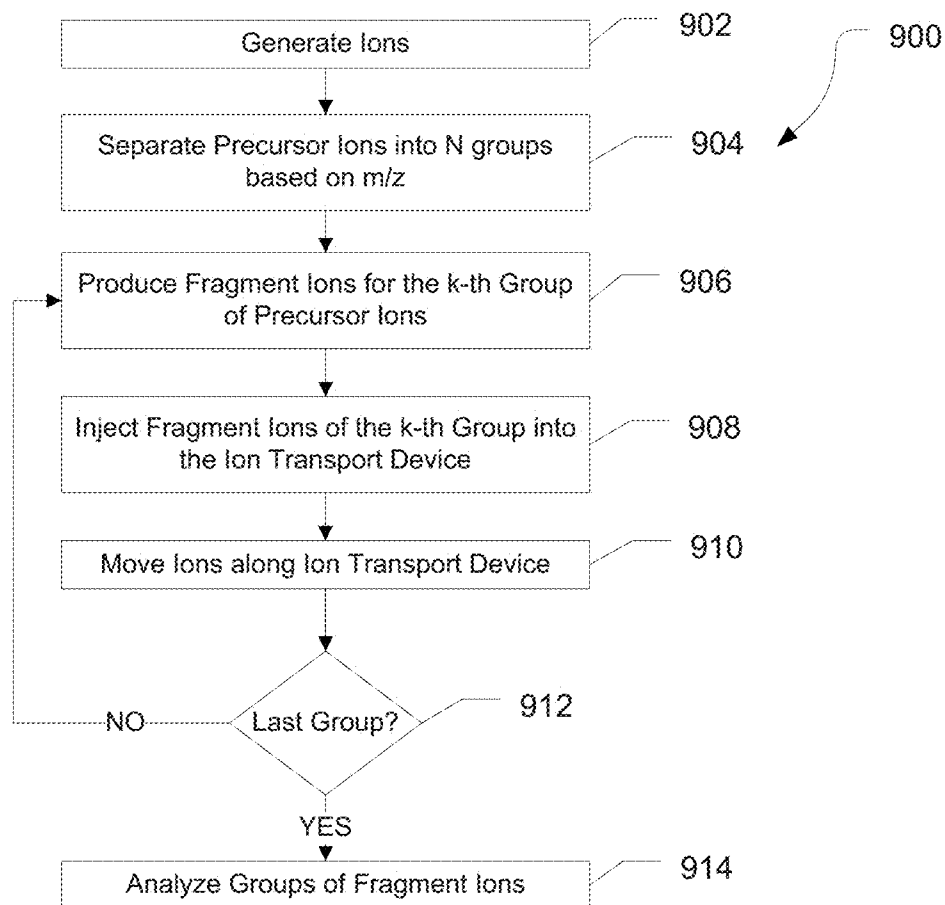 Generate Ions
902
900
Separate Precursor Ions into N groups
based on m/z
904
Produce Fragment Ions for the k-th Group
of Precursor Ions
906
Inject Fragment Ions of the k-th Group into
the Ion Transport Device
908
Move Ions along Ion Transport Device
910
Last Group?
912
NO
YES
Analyze Groups of Fragment Ions
914